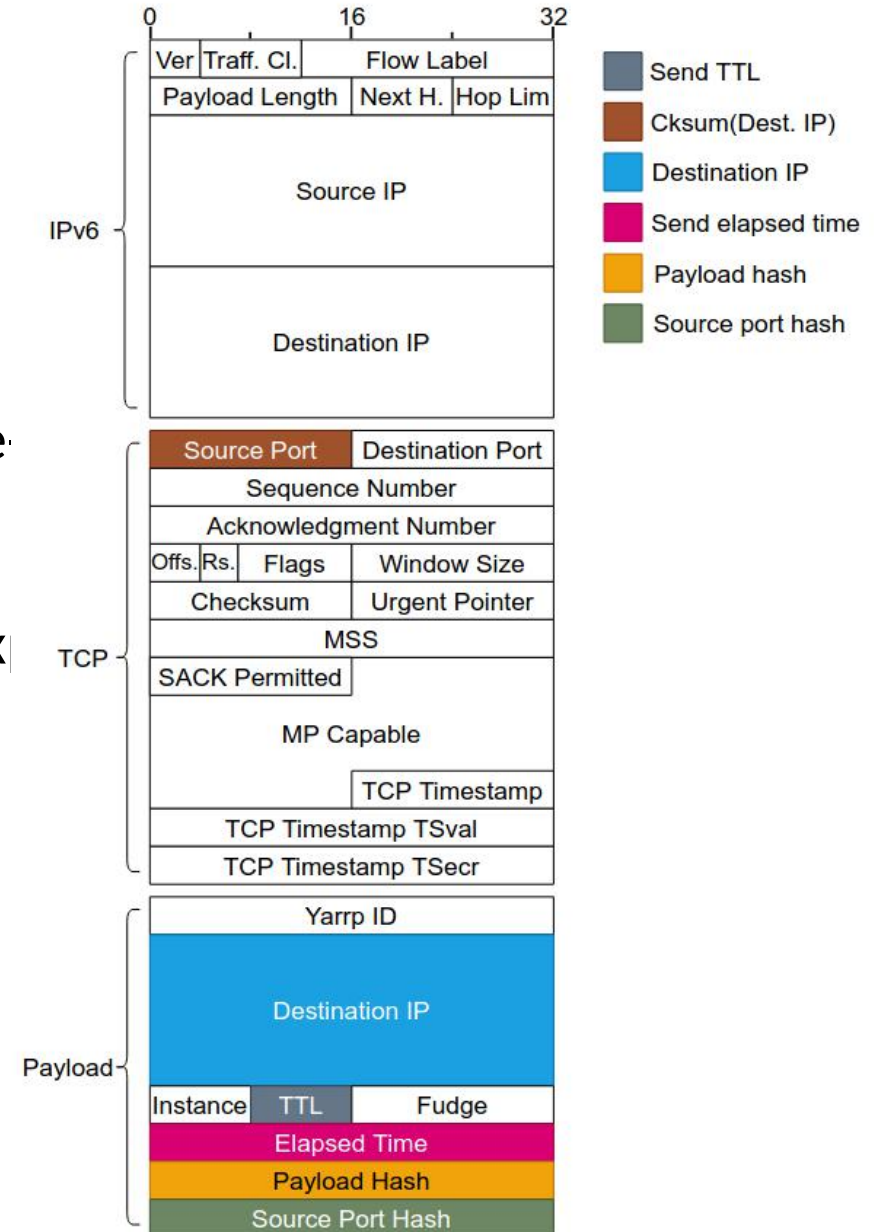 0 16 32
Ver Traff. Cl. Flow Label
Payload Length Next H. Hop Lim
Source IP
IPv6
Destination IP
Send TTL
Cksum(Dest. IP)
Destination IP
Send elapsed time
Payload hash
Source port hash
Source Port Destination Port
Sequence Number
Acknowledgment Number
Offs. Rs. Flags Window Size
Checksum Urgent Pointer
MSS
TCP
SACK Permitted
MP Capable
TCP Timestamp
TCP Timestamp TSval
TCP Timestamp TSecr
Yarrp ID
Destination IP
Payload
Instance TTL Fudge
Elapsed Time
Payload Hash
Source Port Hash